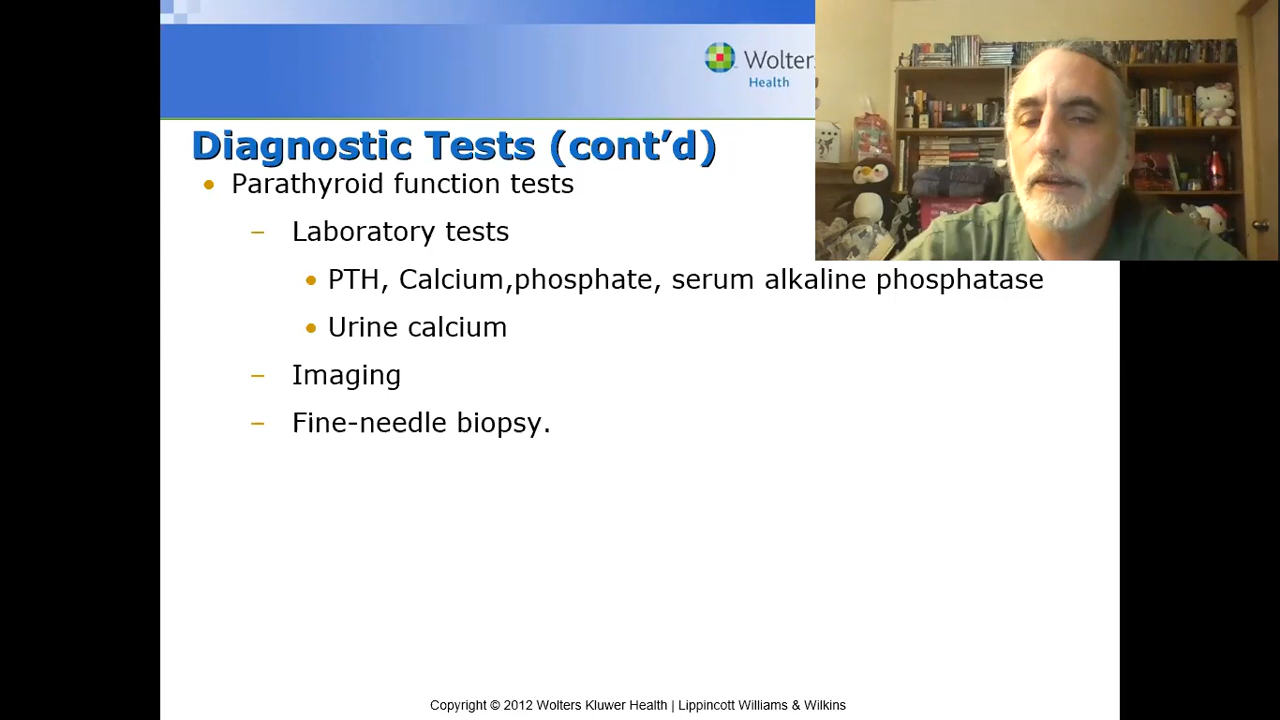 Wolters
Health
Diagnostic Tests (cont’d)
• Parathyroid function tests
– Laboratory tests
• PTH, Calcium,phosphate, serum alkaline phosphatase
• Urine calcium
– Imaging
– Fine-needle biopsy.
Copyright © 2012 Wolters Kluwer Health | Lippincott Williams & Wilkins